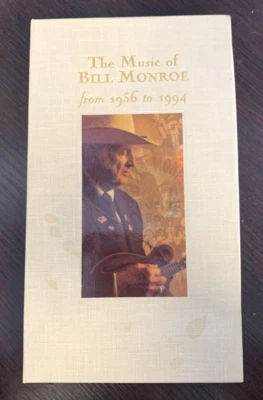 The Music of
BILL MONROE
from 1936 to 1994